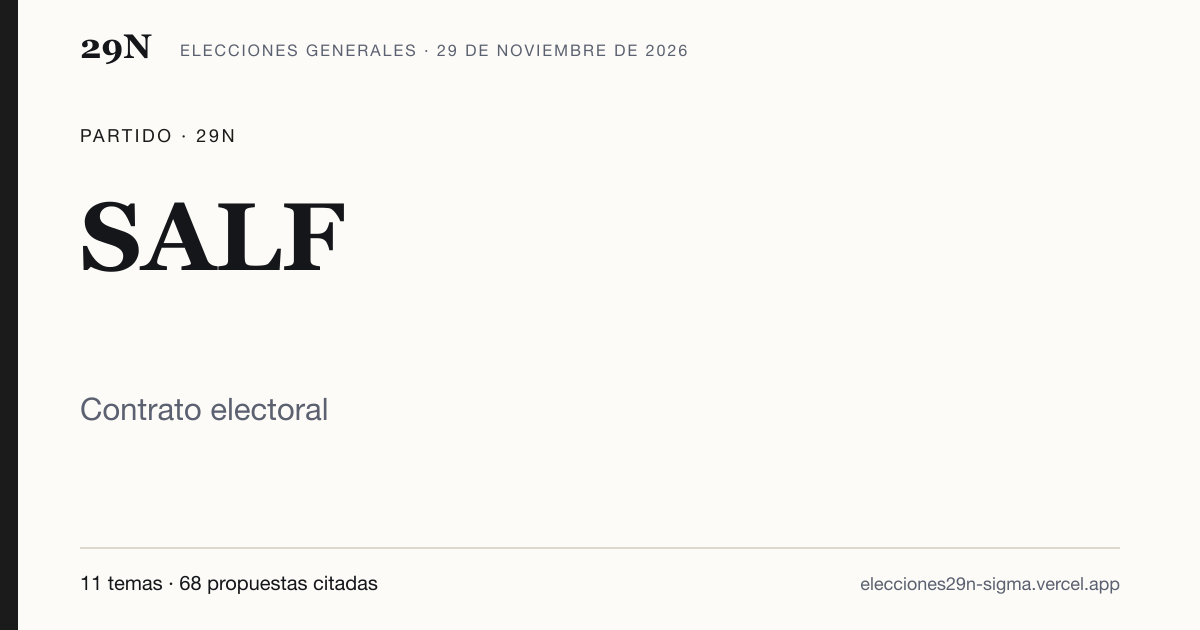 29N ELECCIONES GENERALES · 29 DE NOVIEMBRE DE 2026
PARTIDO · 29N
SALF
Contrato electoral
11 temas · 68 propuestas citadas
elecciones29n-sigma.vercel.app